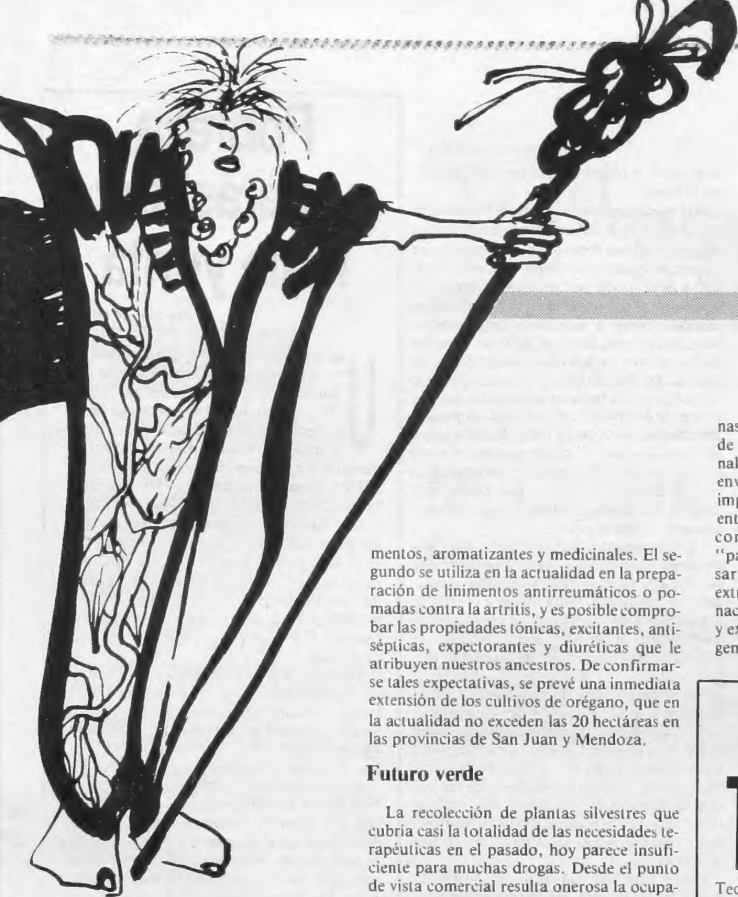 mentos, aromatizantes y medicinales. El se-
gundo se utiliza en la actualidad en la prepa-
ración de linimentos antirreumáticos o po-
madas contra la artritis, y es posible compro-
bar las propiedades tónicas, excitantes, anti-
sépticas, expectorantes y diuréticas que le
atribuyen nuestros ancestros. De confirmar-
se tales expectativas, se prevé una inmediata
extensión de los cultivos de orégano, que en
la actualidad no exceden las 20 hectáreas en
las provincias de San Juan y Mendoza.
Futuro verde
La recolección de plantas silvestres que
cubría casi la totalidad de las necesidades te-
rapéuticas en el pasado, hoy parece insufi-
ciente para muchas drogas. Desde el punto
de vista comercial resulta onerosa la ocupa-
nas
de
nal
env
imp
ent
con
"pa
sar
extr
nac
y ex
gen
T
Tec